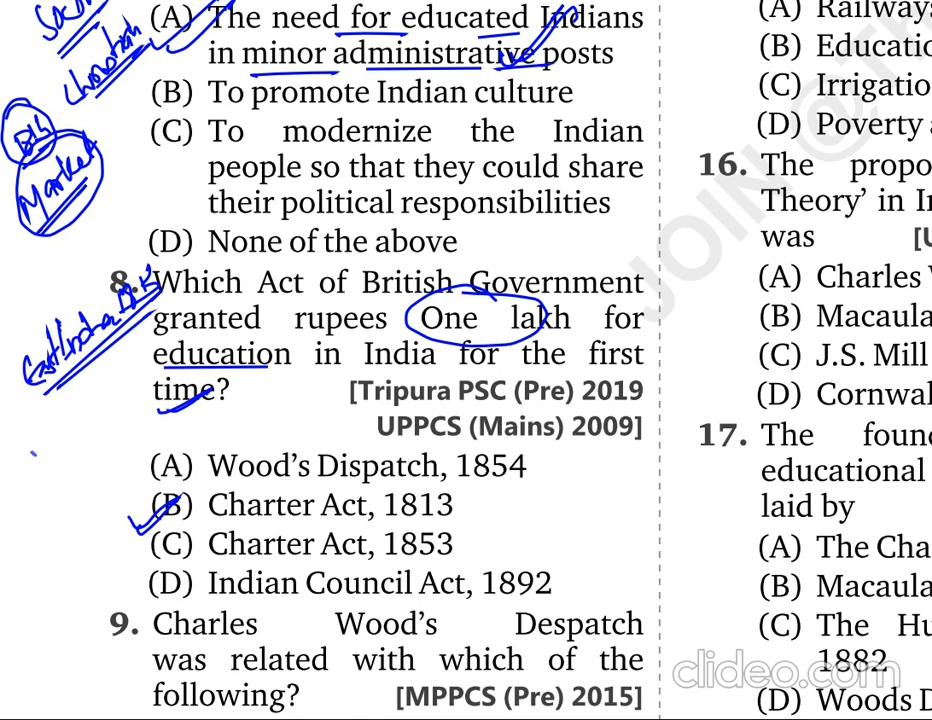 (A) The need for educated Indians
in minor administrative posts
(B) To promote Indian culture
(C) To modernize the Indian
people so that they could share
their political responsibilities
(D) None of the above
8. Which Act of British Government
granted rupees One lakh for
education in India for the first
time? [Tripura PSC (Pre) 2019
UPPCS (Mains) 2009]
(A) Wood's Dispatch, 1854
(B) Charter Act, 1813
(C) Charter Act, 1853
(D) Indian Council Act, 1892
9. Charles Wood's Despatch
was related with which of the
following? [MPPCS (Pre) 2015]
Market
(A) Railways
(B) Educatio
(C) Irrigatio
(D) Poverty a
16. The propo
Theory' in In
was [U
(A) Charles W
(B) Macaula
(C) J.S. Mill
(D) Cornwal
17. The found
educational
laid by
(A) The Cha
(B) Macaula
(C) The Hu
1882
(D) Woods D
JOIN @TH
clideo.com